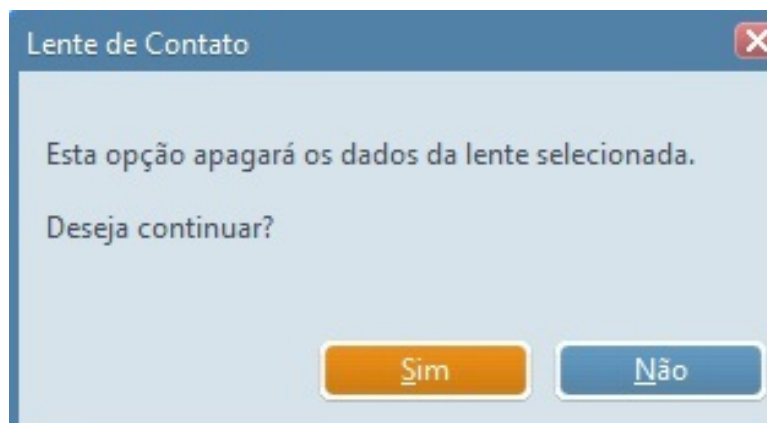 Lente de Contato
Esta opção apagará os dados da lente selecionada.
Deseja continuar?
Sim
Não